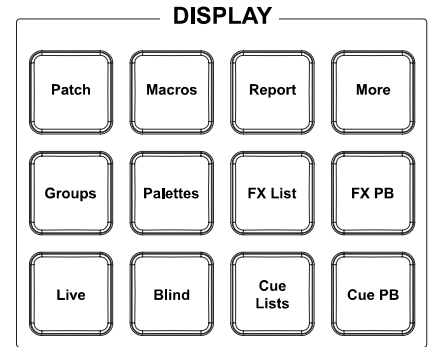 DISPLAY
Patch
Macros
Report
More
Groups
Palettes
FX List
FX PB
Live
Blind
Cue
Lists
Cue PB